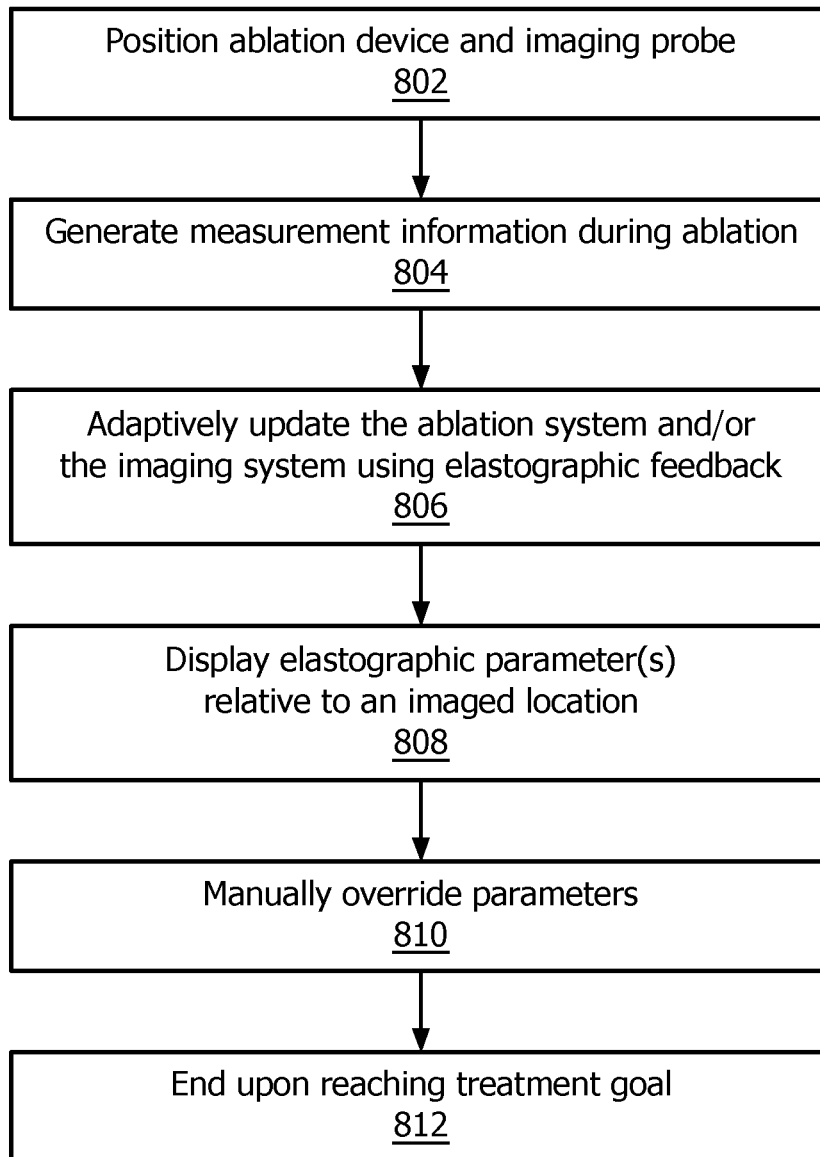 Position ablation device and imaging probe
802
Generate measurement information during ablation
804
Adaptively update the ablation system and/or
the imaging system using elastographic feedback
806
Display elastographic parameter(s)
relative to an imaged location
808
Manually override parameters
810
End upon reaching treatment goal
812